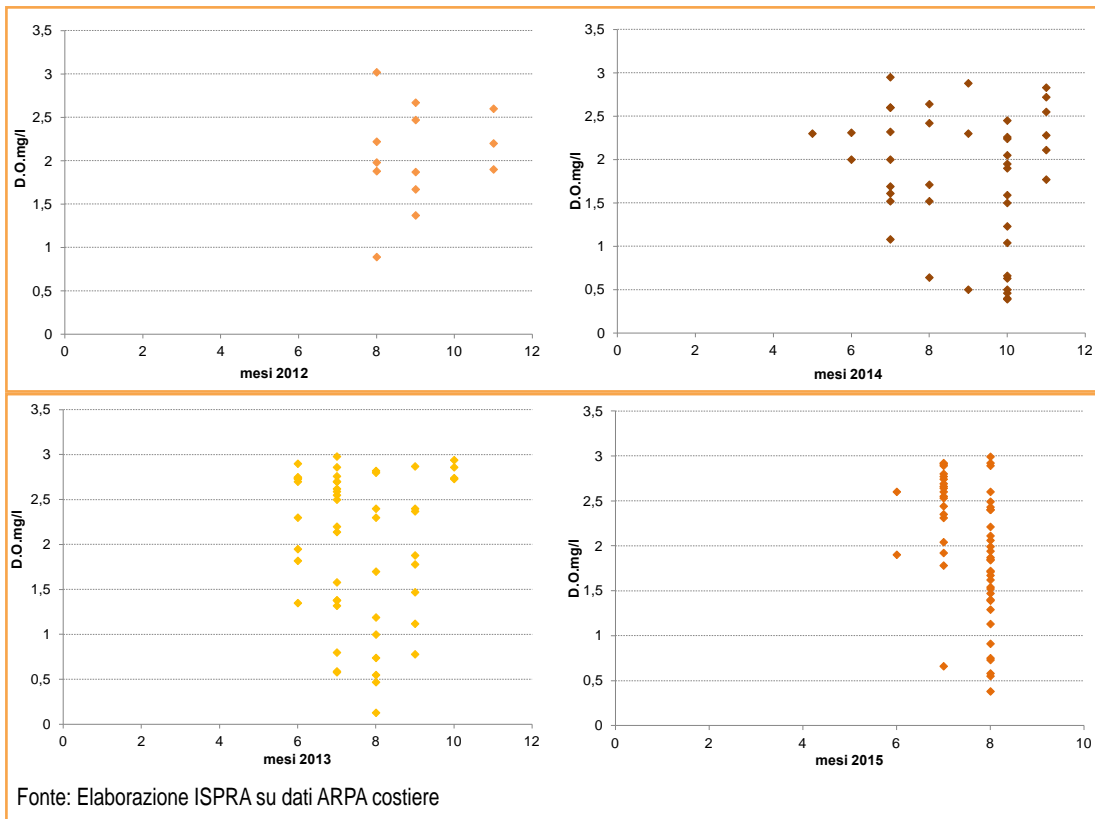 3,5
3
2,5
2
1,5
1
0,5
0
D.O.mg/l
0 2 4 6 8 10 12
mesi 2012
3,5
3
2,5
2
1,5
1
0,5
0
D.O.mg/l
0 2 4 6 8 10 12
mesi 2014
3,5
3
2,5
2
1,5
1
0,5
0
D.O.mg/l
0 2 4 6 8 10 12
mesi 2013
3,5
3
2,5
2
1,5
1
0,5
0
D.O.mg/l
0 2 4 6 8 10
mesi 2015
Fonte: Elaborazione ISPRA su dati ARPA costiere